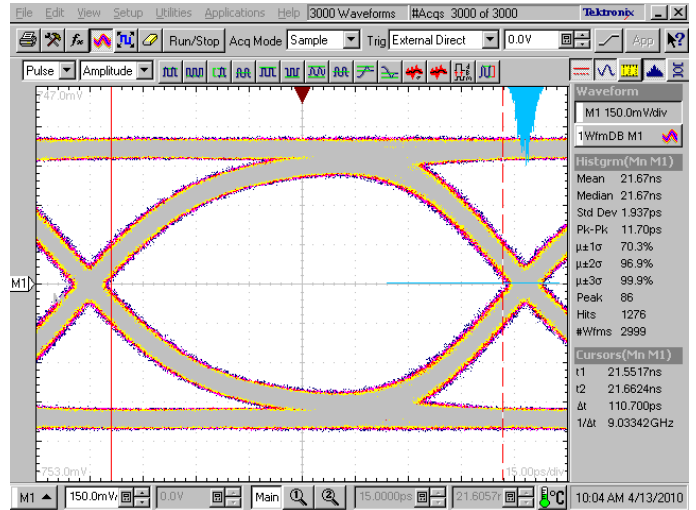 File Edit View Setup Utilities Applications Help 3000 Waveforms #Acqs 3000 of 3000 Tektronix
Run/Stop Acq Mode Sample Trig External Direct 0.0V App
Pulse Amplitude
747.0mV
Waveform
M1 150.0mV/div
1WfmDB M1
Histgrm(Mn M1)
Mean 21.67ns
Median 21.67ns
Std Dev 1.937ps
Pk-Pk 11.70ps
µ±1σ 70.3%
µ±2σ 96.9%
µ±3σ 99.9%
Peak 86
Hits 1276
#Wfms 2999
Cursors(Mn M1)
t1 21.5517ns
t2 21.6624ns
Δt 110.700ps
1/Δt 9.03342GHz
M1
-753.0mV
15.00ps/div
M1 150.0mV/ 0.0V Main 15.0000ps 21.6057r °C 10:04 AM 4/13/2010